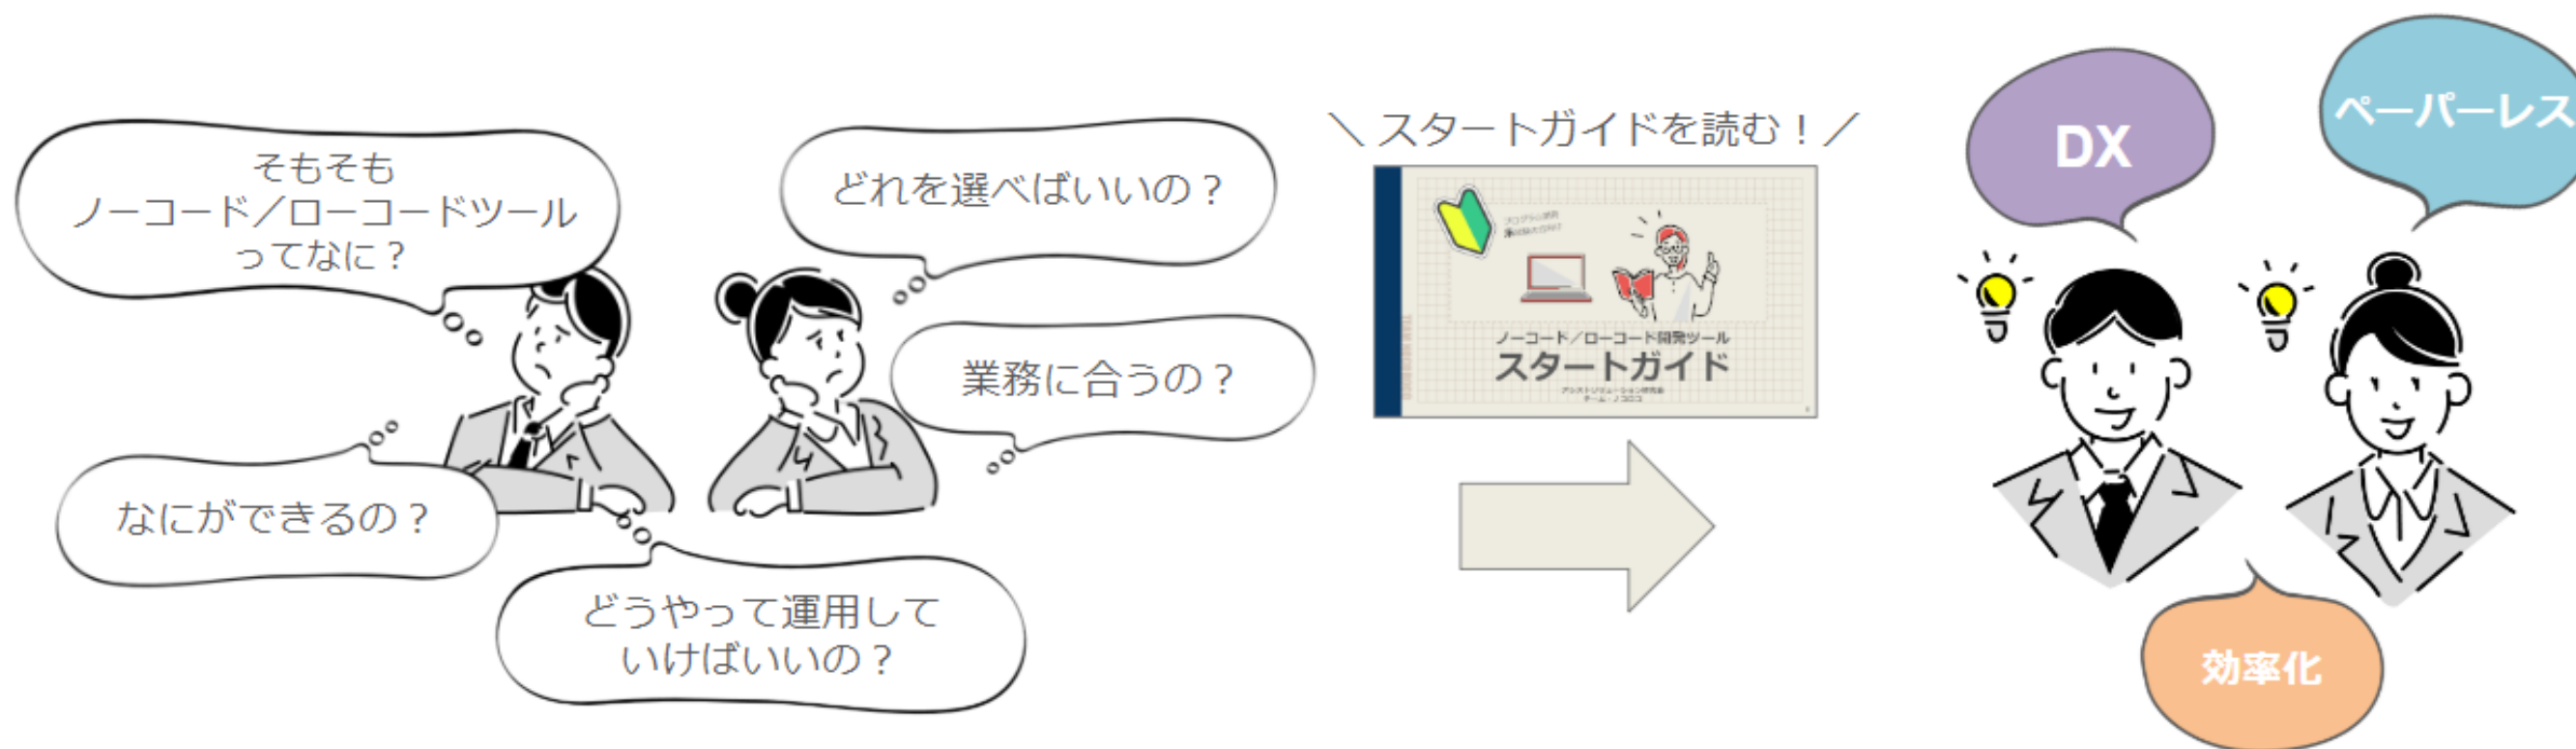 そもそも
ノーコード／ローコードツール
ってなに？
どれを選べばいいの？
業務に合うの？
なにができるの？
どうやって運用して
いけばいいの？
＼ スタートガイドを読む！／
ノーコード／ローコード開発ツール
スタートガイド
DX
ペーパーレス
効率化